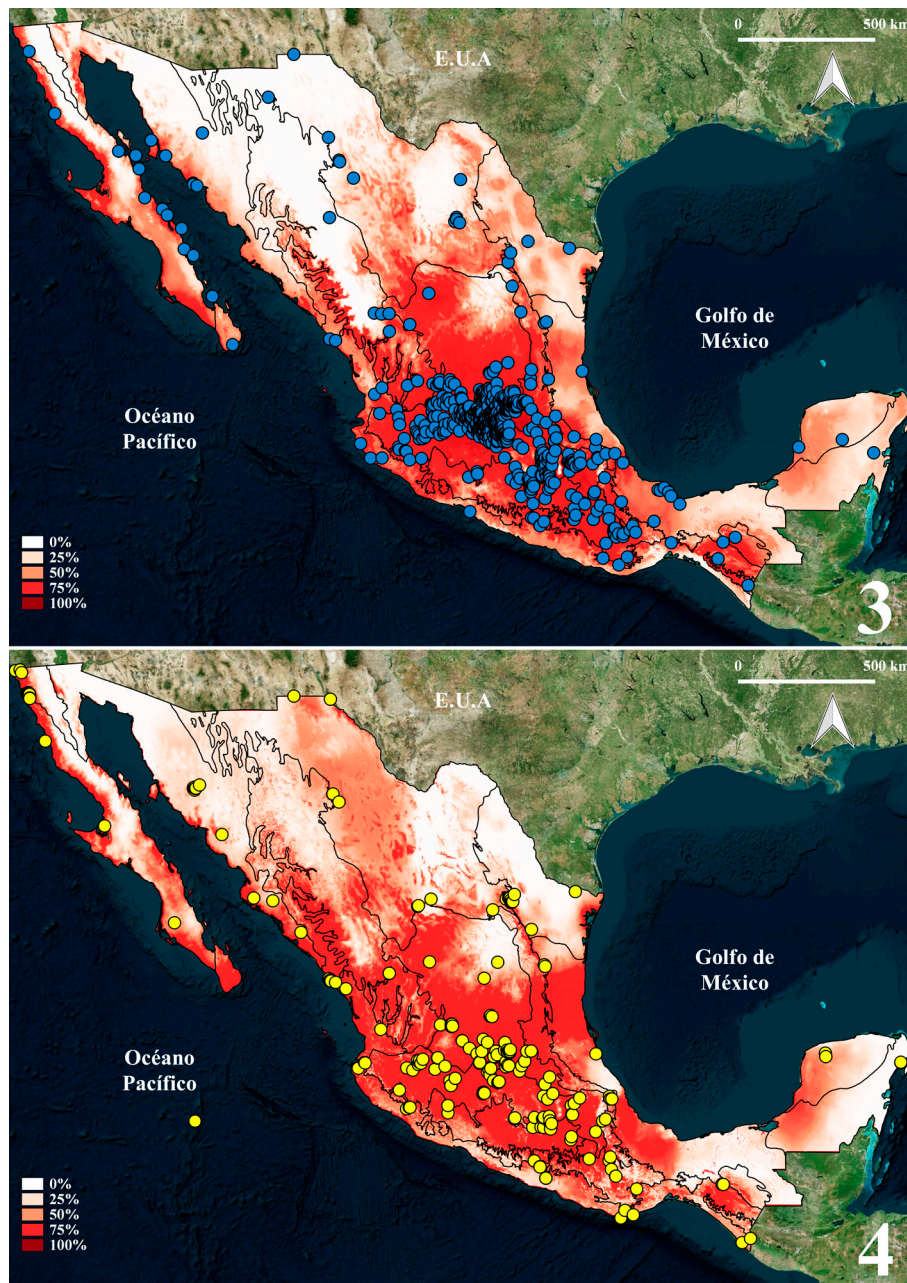 0 500 km
E.U.A
Golfo de
México
Océano
Pacífico
0%
25%
50%
75%
100%
3
0 500 km
E.U.A
Golfo de
México
Océano
Pacífico
0%
25%
50%
75%
100%
4